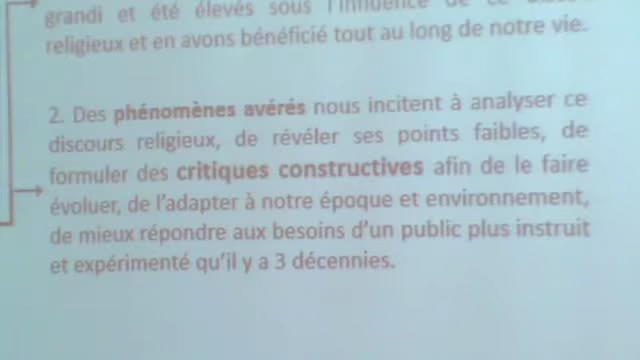 grandi et été élevés sous l'influence de ce
religieux et en avons bénéficié tout au long de notre vie.
2. Des phénomènes avérés nous incitent à analyser ce
discours religieux, de révéler ses points faibles, de
formuler des critiques constructives afin de le faire
évoluer, de l'adapter à notre époque et environnement,
de mieux répondre aux besoins d'un public plus instruit
et expérimenté qu'il y a 3 décennies.